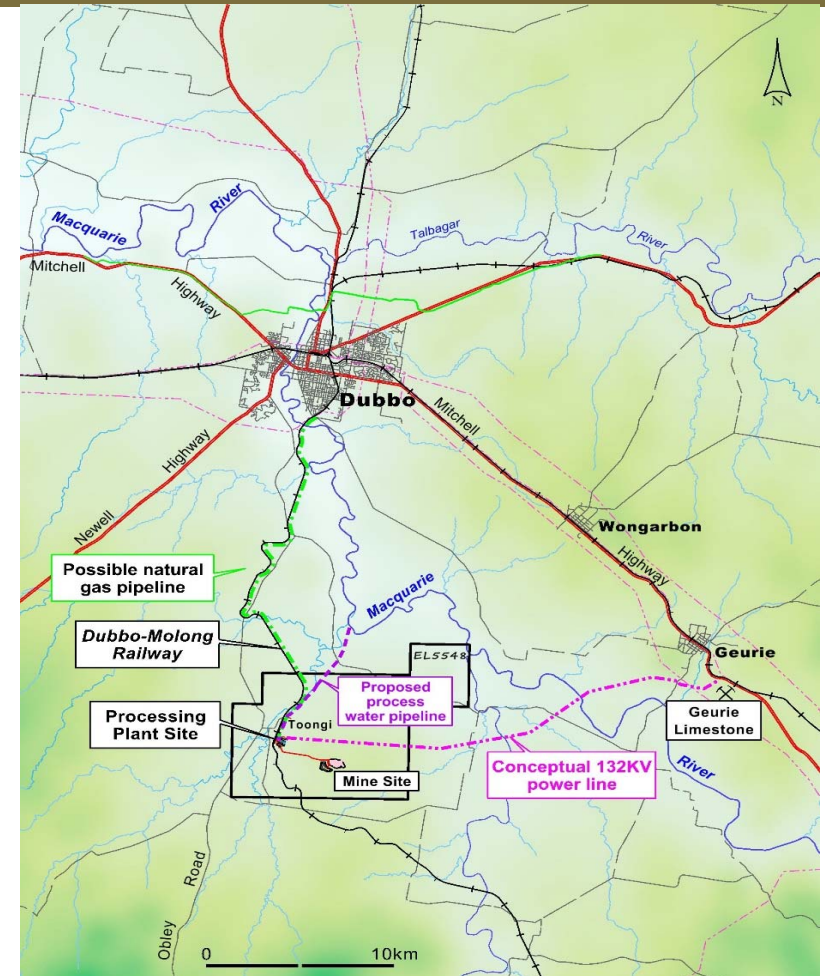 N
River
Macquarie
Talbagar
River
Mitchell
Highway
Dubbo
Mitchell
Highway
Newell
Wongarbon
Highway
Possible natural
gas pipeline
Macquarie
Dubbo-Molong
Railway
EL5548
Geurie
Proposed
process
water pipeline
Processing
Plant Site
Toongi
Geurie
Limestone
Mine Site
Conceptual 132KV
power line
River
Road
Obley
0 10km